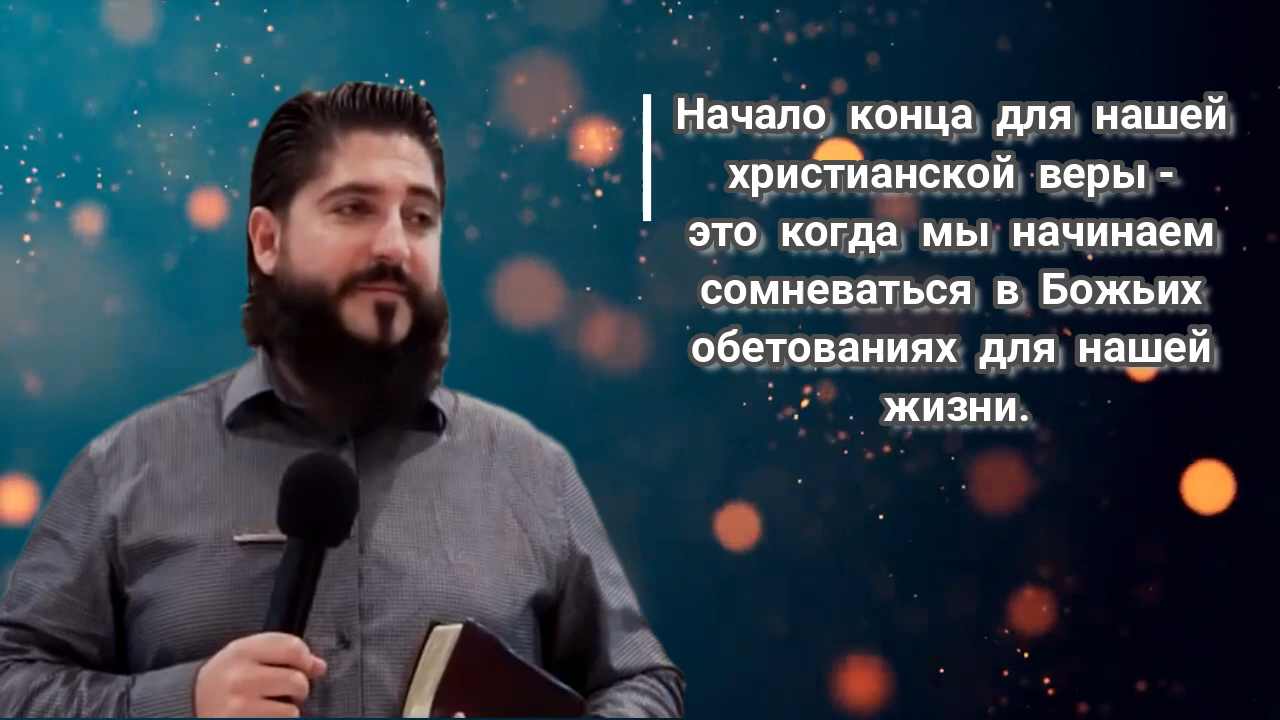 Начало конца для нашей
христианской веры -
это когда мы начинаем
сомневаться в Божьих
обетованиях для нашей
жизни.